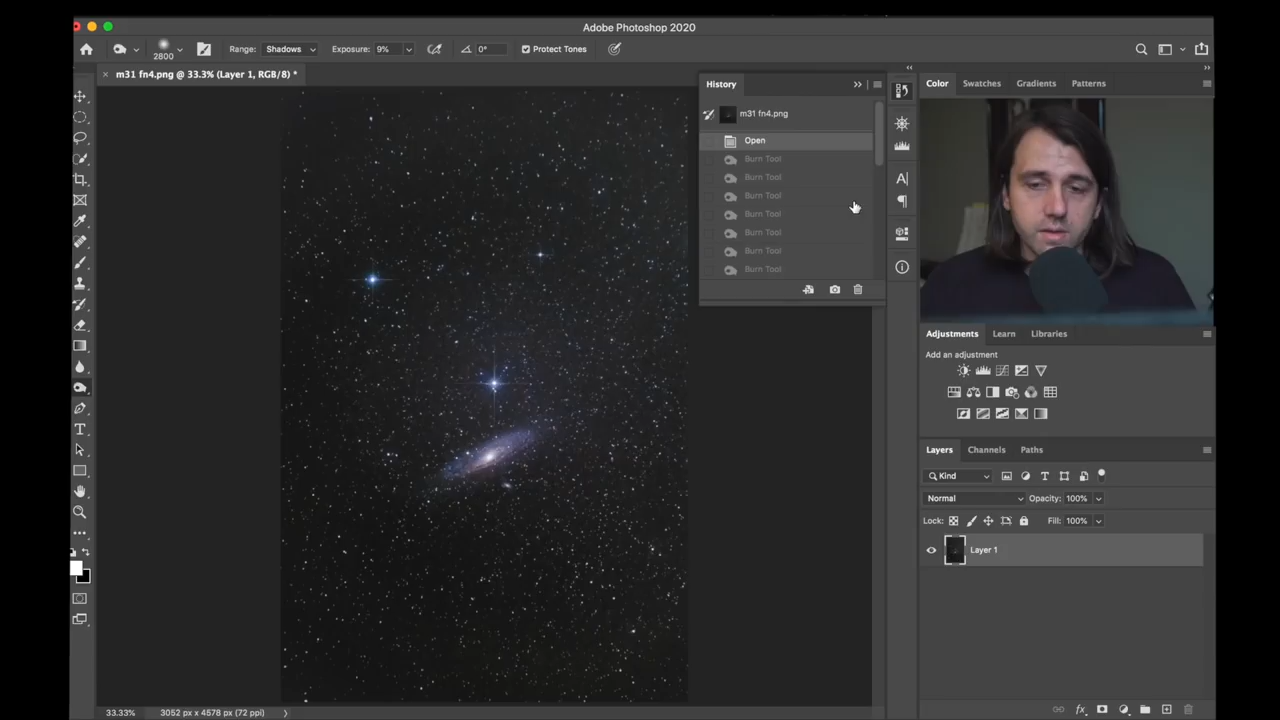 Adobe Photoshop 2020
2800 Range: Shadows Exposure: 9% 0° Protect Tones
m31 fn4.png @ 33.3% (Layer 1, RGB/8) *
History
m31 fn4.png
Open
Burn Tool
Burn Tool
Burn Tool
Burn Tool
Burn Tool
Burn Tool
Burn Tool
Color Swatches Gradients Patterns
Adjustments Learn Libraries
Add an adjustment
Layers Channels Paths
Kind
Normal Opacity: 100%
Lock: Fill: 100%
Layer 1
fx
33.33% 3052 px x 4578 px (72 ppi)